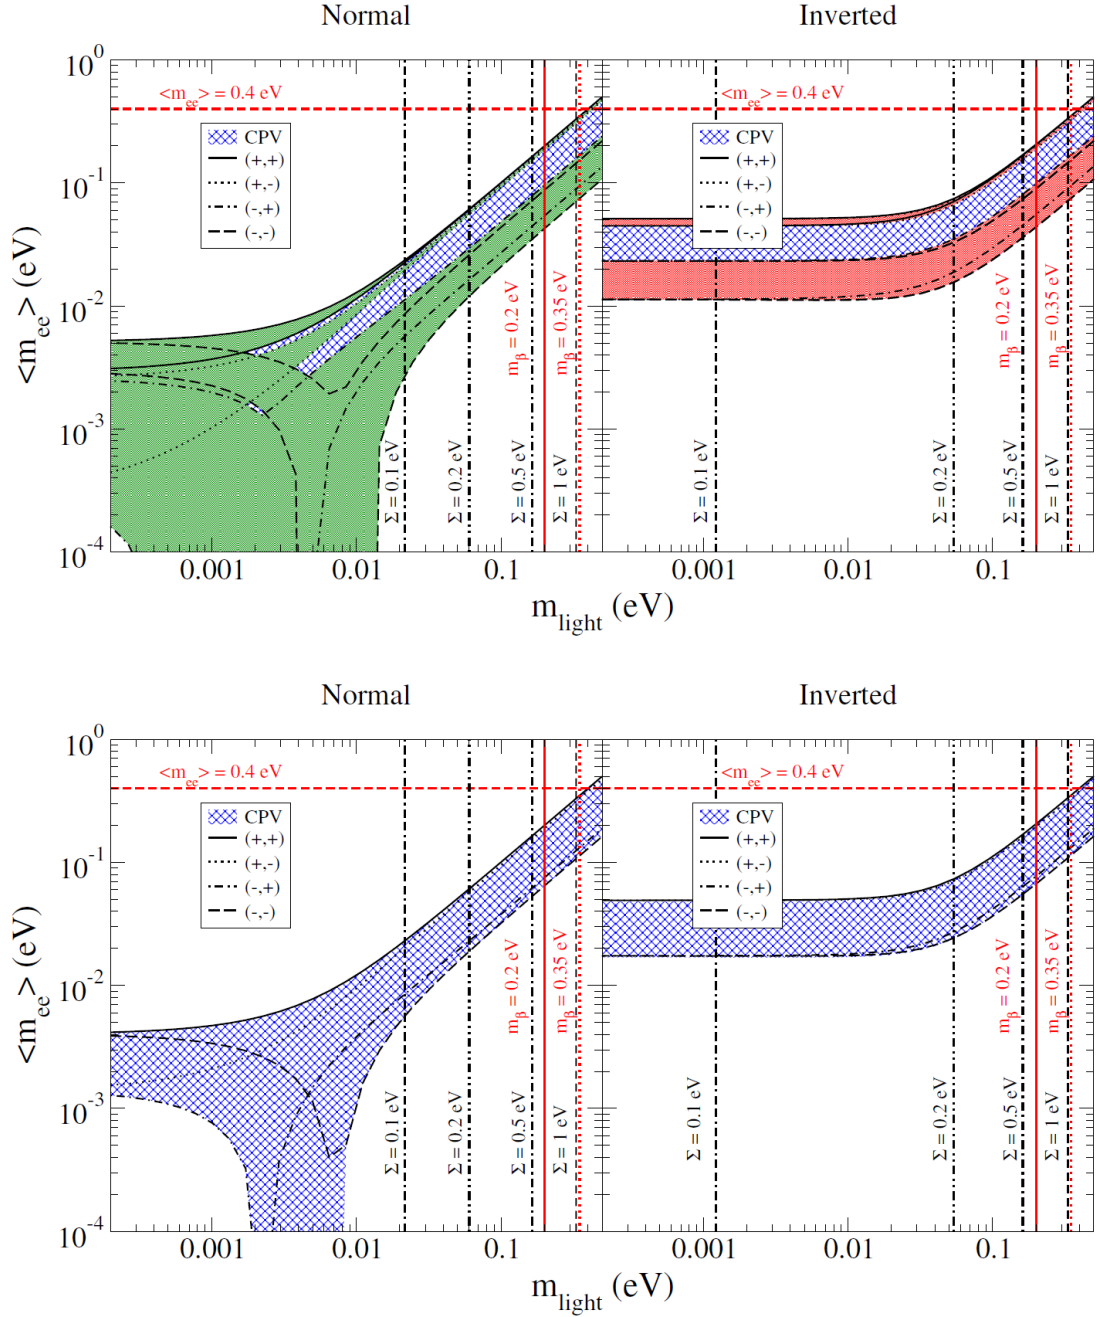 Normal Inverted
10^0
10^-1
10^-2
10^-3
10^-4
<m_ee> (eV)
<m_ee> = 0.4 eV
CPV
(+,+)
(+,-)
(-,+)
(-,-)
Σ = 0.1 eV
Σ = 0.2 eV
Σ = 0.5 eV
Σ = 1 eV
m_β = 0.2 eV
m_β = 0.35 eV
<m_ee> = 0.4 eV
CPV
(+,+)
(+,-)
(-,+)
(-,-)
Σ = 0.1 eV
Σ = 0.2 eV
Σ = 0.5 eV
Σ = 1 eV
m_β = 0.2 eV
m_β = 0.35 eV
0.001 0.01 0.1 0.001 0.01 0.1
m_light (eV)
Normal Inverted
10^0
10^-1
10^-2
10^-3
10^-4
<m_ee> (eV)
<m_ee> = 0.4 eV
CPV
(+,+)
(+,-)
(-,+)
(-,-)
Σ = 0.1 eV
Σ = 0.2 eV
Σ = 0.5 eV
Σ = 1 eV
m_β = 0.2 eV
m_β = 0.35 eV
<m_ee> = 0.4 eV
CPV
(+,+)
(+,-)
(-,+)
(-,-)
Σ = 0.1 eV
Σ = 0.2 eV
Σ = 0.5 eV
Σ = 1 eV
m_β = 0.2 eV
m_β = 0.35 eV
0.001 0.01 0.1 0.001 0.01 0.1
m_light (eV)